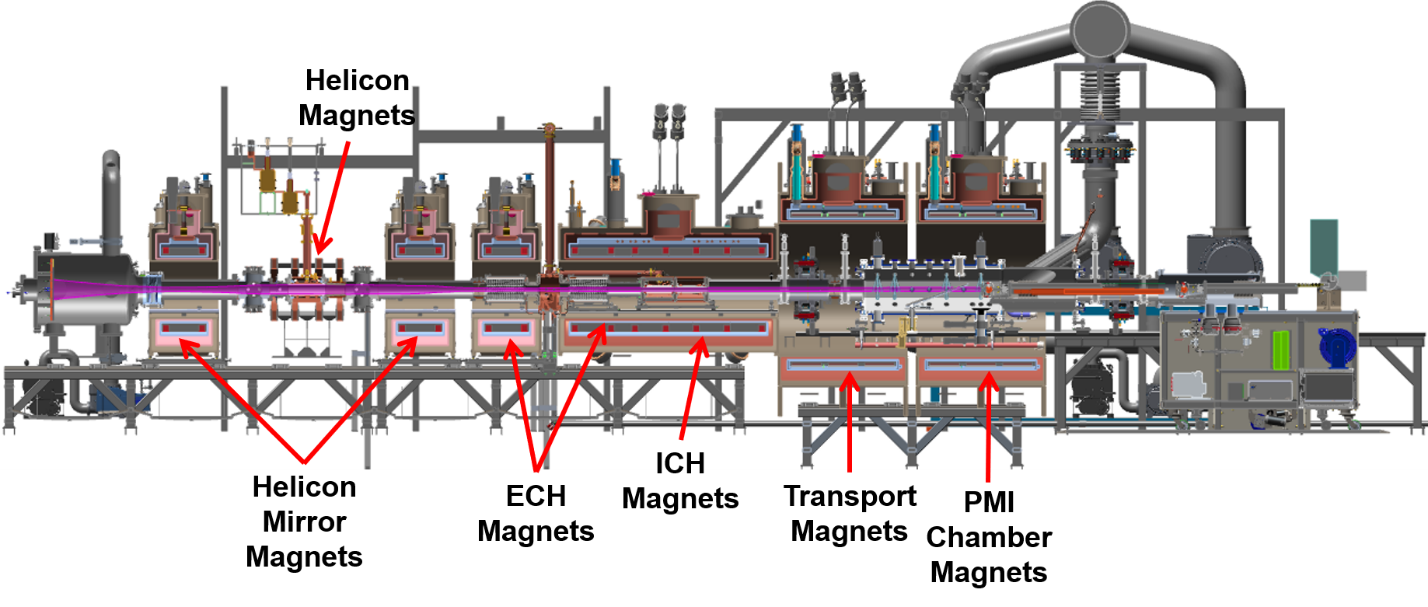 Helicon
Magnets
Helicon
Mirror
Magnets
ECH
Magnets
ICH
Magnets
Transport
Magnets
PMI
Chamber
Magnets